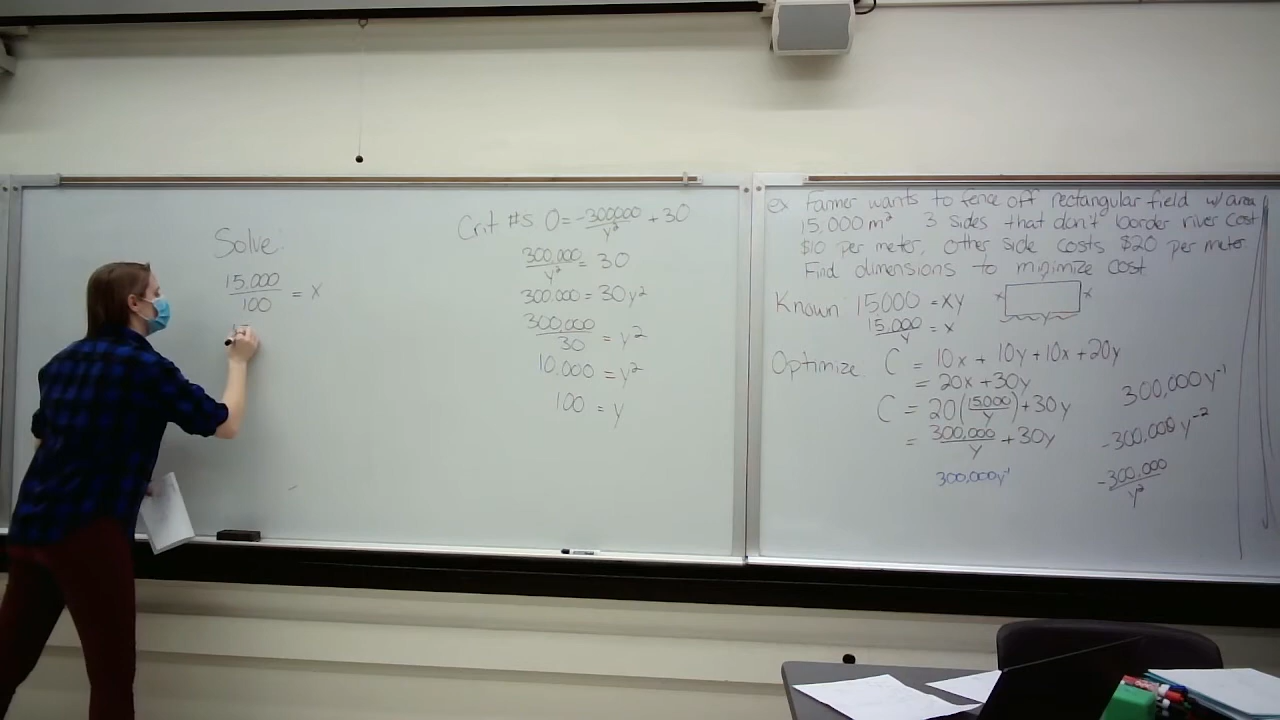 Solve:
15,000
100
= x
Crit #s 0 = -300000 + 30
y²
300,000 = 30
y²
300,000 = 30y²
300,000 = y²
30
10,000 = y²
100 = y
ex Farmer wants to fence off rectangular field w/ area
15,000 m² 3 sides that don't border river cost
$10 per meter, other side costs $20 per meter
Find dimensions to minimize cost
Known 15000 = xy
x x
y
15,000 = x
y
Optimize C = 10x + 10y + 10x + 20y
= 20x + 30y
C = 20(15,000/y) + 30y
= 300,000 + 30y
y
300,000y⁻¹
300,000y⁻¹
-300,000y⁻²
-300,000
y²